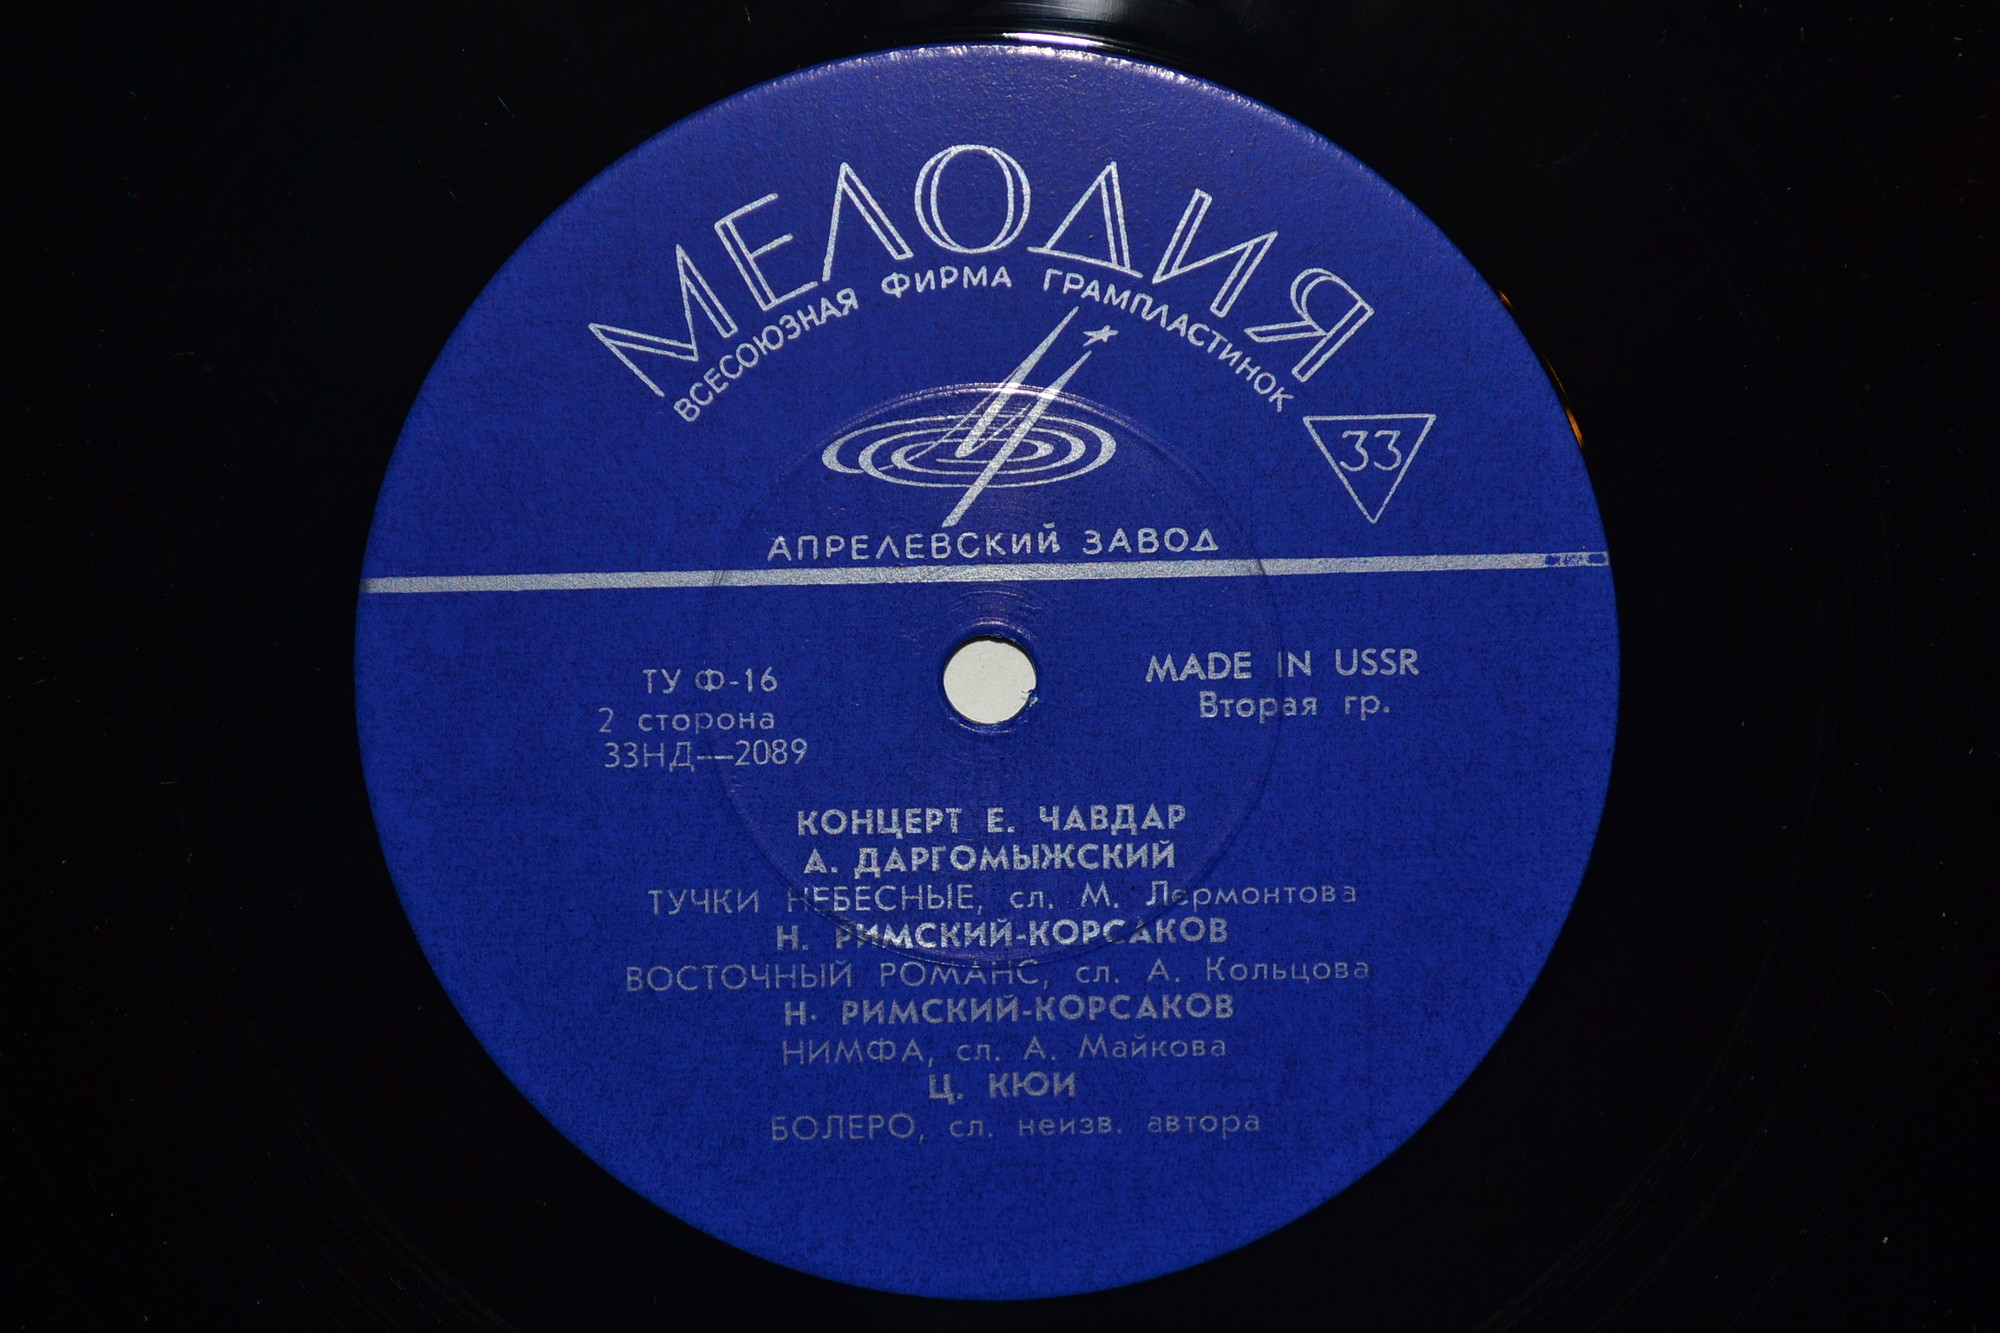 МЕЛОДИЯ
ВСЕСОЮЗНАЯ ФИРМА ГРАМПЛАСТИНОК
33
АПРЕЛЕВСКИЙ ЗАВОД
ТУ Ф-16
2 сторона
33НД—2089
MADE IN USSR
Вторая гр.
КОНЦЕРТ Е. ЧАВДАР
А. ДАРГОМЫЖСКИЙ
ТУЧКИ НЕБЕСНЫЕ, сл. М. Лермонтова
Н. РИМСКИЙ-КОРСАКОВ
ВОСТОЧНЫЙ РОМАНС, сл. А. Кольцова
Н. РИМСКИЙ-КОРСАКОВ
НИМФА, сл. А. Майкова
Ц. КЮИ
БОЛЕРО, сл. неизв. автора